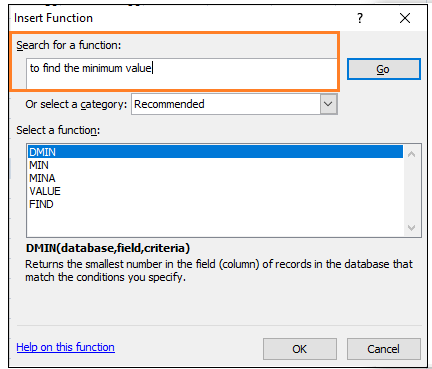 Insert Function
?
Search for a function:
to find the minimum value
Go
Or select a category: Recommended
Select a function:
DMIN
MIN
MINA
VALUE
FIND
DMIN(database,field,criteria)
Returns the smallest number in the field (column) of records in the database that
match the conditions you specify.
Help on this function
OK
Cancel